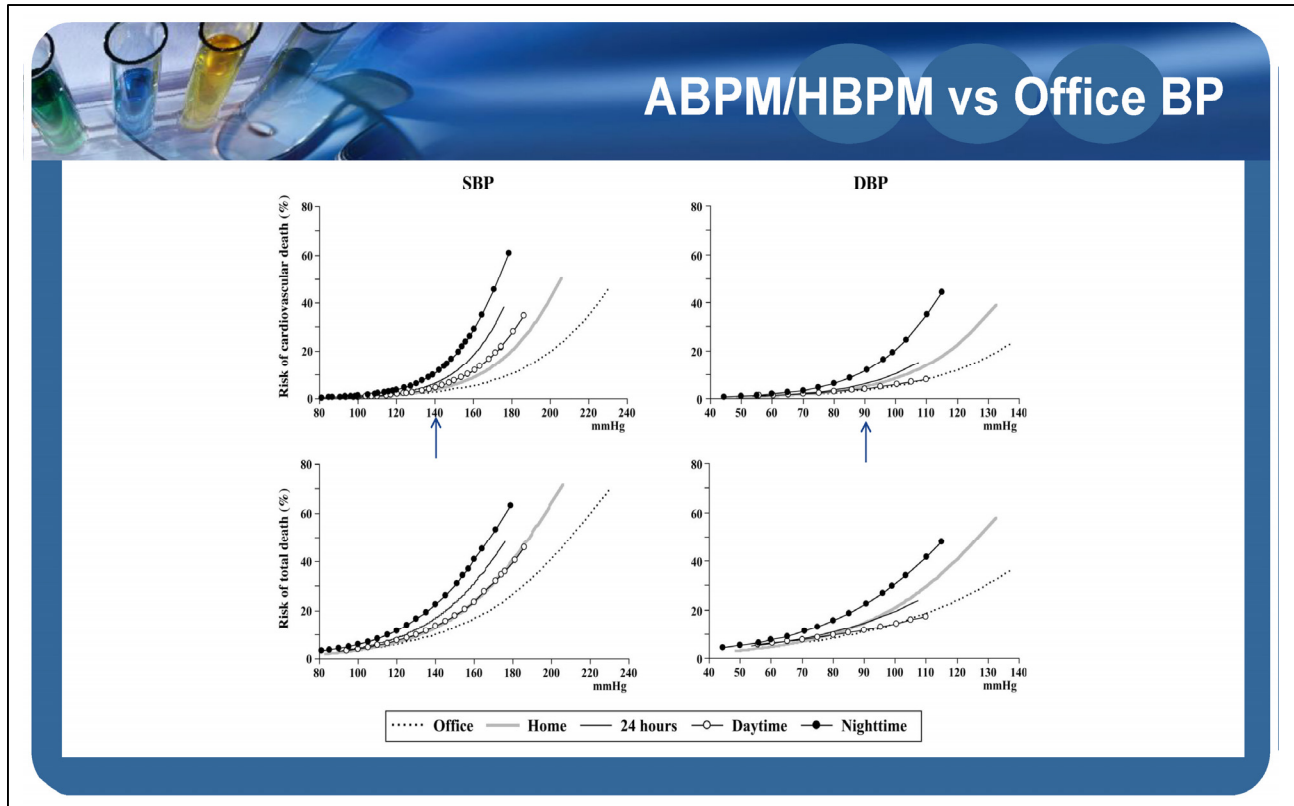 ABPM/HBPM vs Office BP
SBP
Risk of cardiovascular death (%)
80
60
40
20
0
80 100 120 140 160 180 200 220 240
mmHg
DBP
80
60
40
20
0
40 50 60 70 80 90 100 110 120 130 140
mmHg
Risk of total death (%)
80
60
40
20
0
80 100 120 140 160 180 200 220 240
mmHg
80
60
40
20
0
40 50 60 70 80 90 100 110 120 130 140
mmHg
Office Home 24 hours Daytime Nighttime